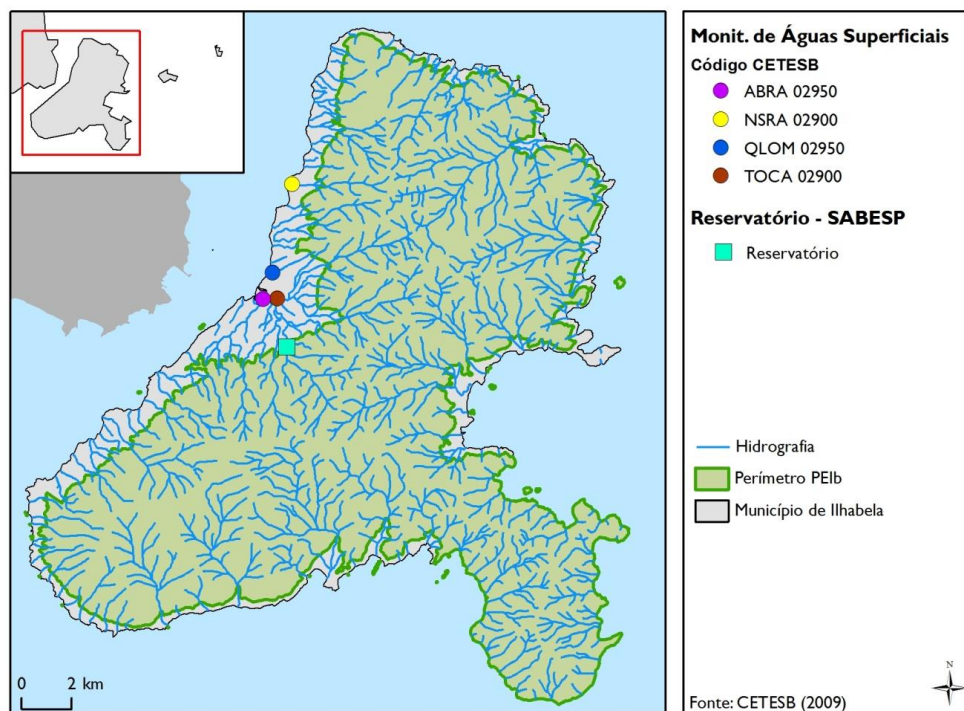 Monit. de Águas Superficiais
Código CETESB
ABRA 02950
NSRA 02900
QLOM 02950
TOCA 02900
Reservatório - SABESP
Reservatório
Hidrografia
Perímetro PEIb
Município de Ilhabela
N
0 2 km
Fonte: CETESB (2009)